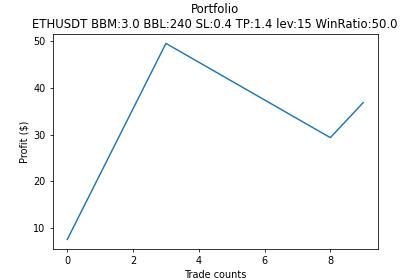 Portfolio
ETHUSDT BBM:3.0 BBL:240 SL:0.4 TP:1.4 lev:15 WinRatio:50.0
50
40
30
20
10
Profit ($)
0 2 4 6 8
Trade counts